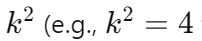 k² (e.g., k² = 4